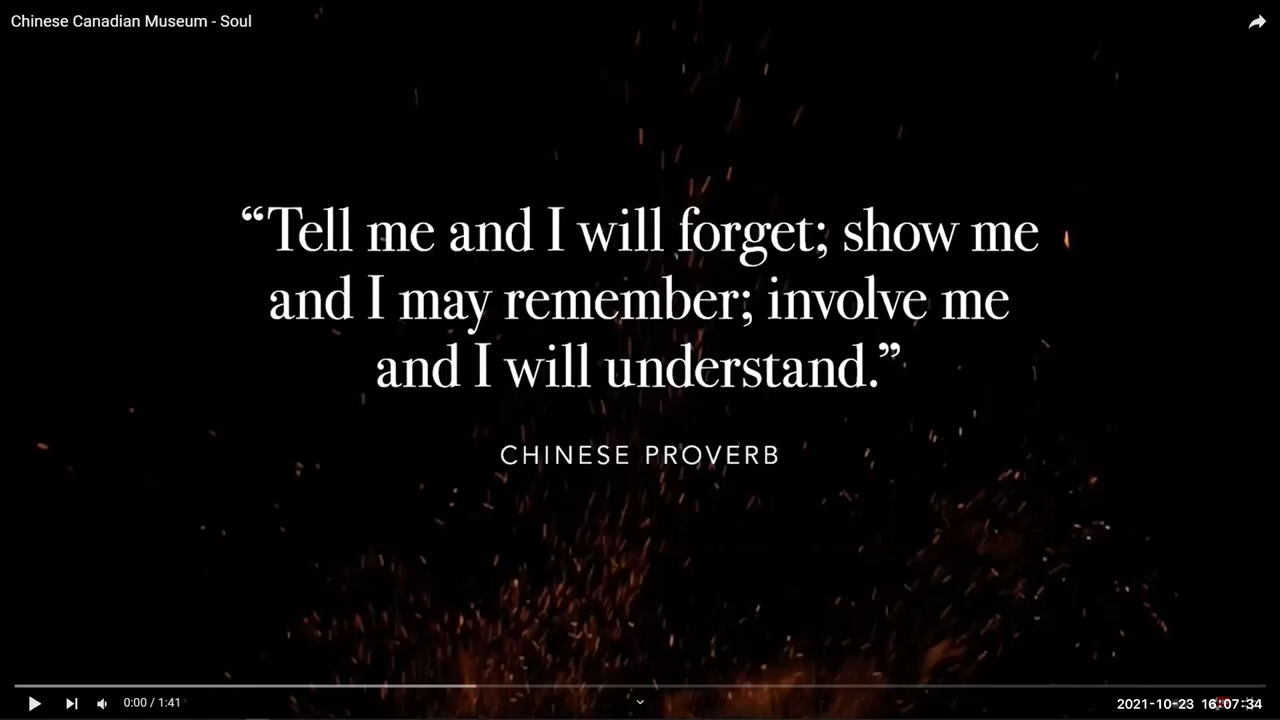 Chinese Canadian Museum - Soul
“Tell me and I will forget; show me
and I may remember; involve me
and I will understand.”
CHINESE PROVERB
0:00 / 1:41
2021-10-23 16:07:34